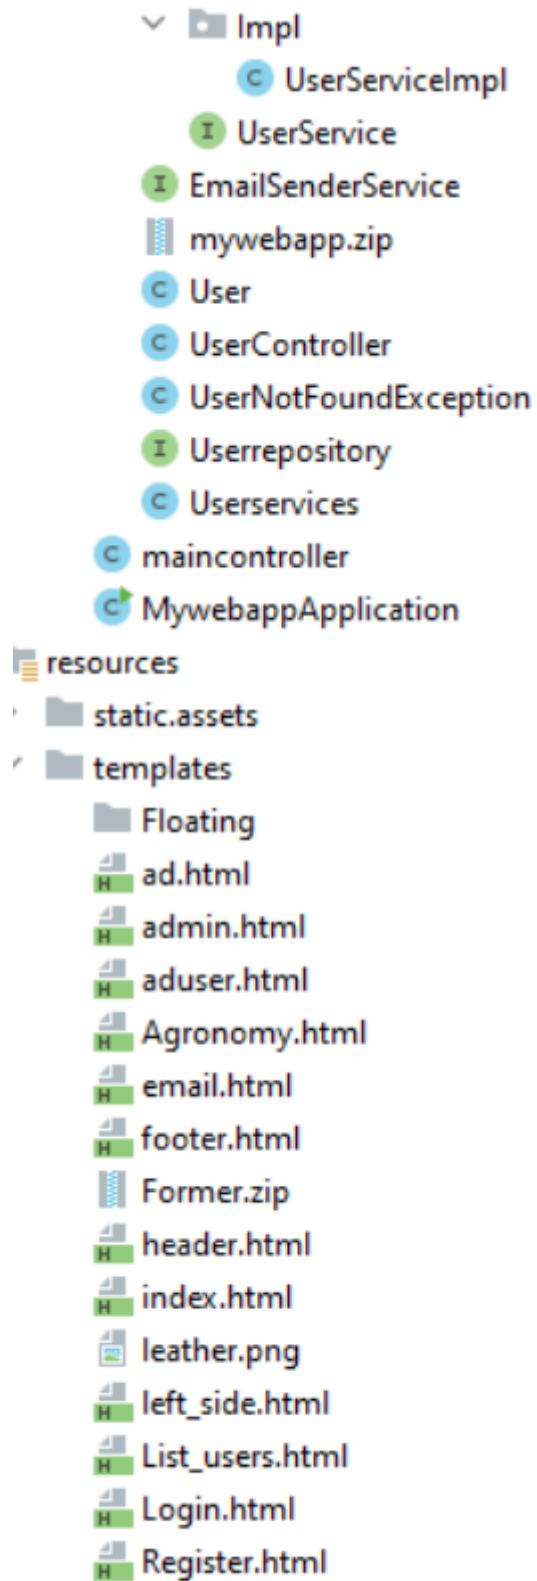 Impl
UserServiceImpl
UserService
EmailSenderService
mywebapp.zip
User
UserController
UserNotFoundException
Userrepository
Userservices
maincontroller
MywebappApplication
resources
static.assets
templates
Floating
ad.html
admin.html
aduser.html
Agronomy.html
email.html
footer.html
Former.zip
header.html
index.html
leather.png
left_side.html
List_users.html
Login.html
Register.html